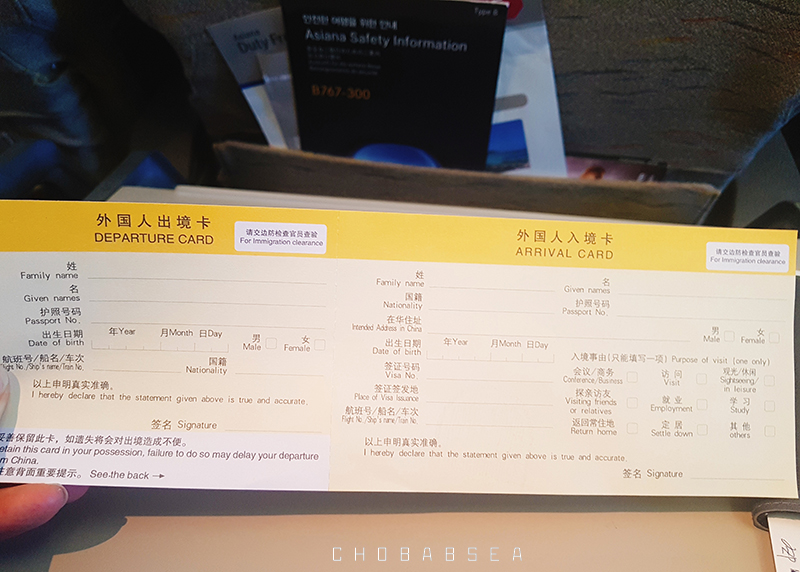 Type B
안전한 여행을 위한 안내
Asiana Safety Information
B767-300
Asiana
Duty Fr
外国人出境卡
DEPARTURE CARD
请交边防检查官员查验
For Immigration clearance
姓
Family name
名
Given names
护照号码
Passport No.
出生日期
Date of birth
年Year 月Month 日Day
男
Male
女
Female
航班号/船名/车次
Flight No./Ship's name/Train No.
国籍
Nationality
以上申明真实准确。
I hereby declare that the statement given above is true and accurate.
签名 Signature
妥善保留此卡，如遗失将会对出境造成不便。
etain this card in your possession, failure to do so may delay your departure
om China.
注意背面重要提示。 See the back →
外国人入境卡
ARRIVAL CARD
请交边防检查官员查验
For Immigration clearance
姓
Family name
名
Given names
国籍
Nationality
护照号码
Passport No.
在华住址
Intended Address in China
男
Male
女
Female
出生日期
Date of birth
年Year 月Month 日Day
入境事由(只能填写一项) Purpose of visit (one only)
签证号码
Visa No.
会议/商务
Conference/Business
访问
Visit
观光/休闲
Sightseeing/
in leisure
签证签发地
Place of Visa Issuance
探亲访友
Visiting friends
or relatives
就业
Employment
学习
Study
航班号/船名/车次
Flight No./Ship's name/Train No.
返回常住地
Return home
定居
Settle down
其他
others
以上申明真实准确。
I hereby declare that the statement given above is true and accurate.
签名 Signature
CHOBABSEA